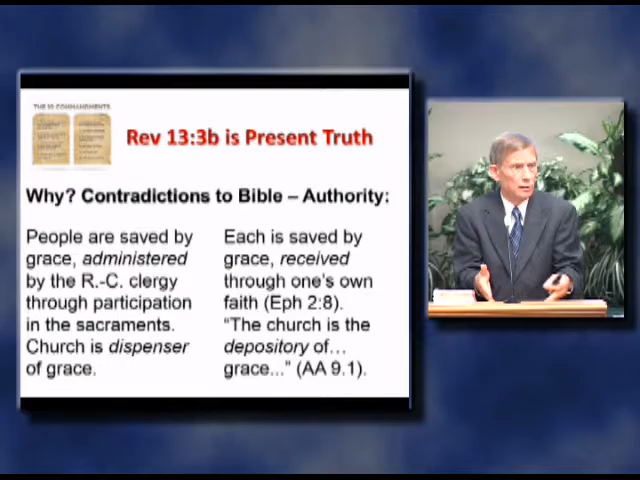 THE 10 COMMANDMENTS
Rev 13:3b is Present Truth
Why? Contradictions to Bible – Authority:
People are saved by
grace, administered
by the R.-C. clergy
through participation
in the sacraments.
Church is dispenser
of grace.
Each is saved by
grace, received
through one's own
faith (Eph 2:8).
"The church is the
depository of…
grace..." (AA 9.1).